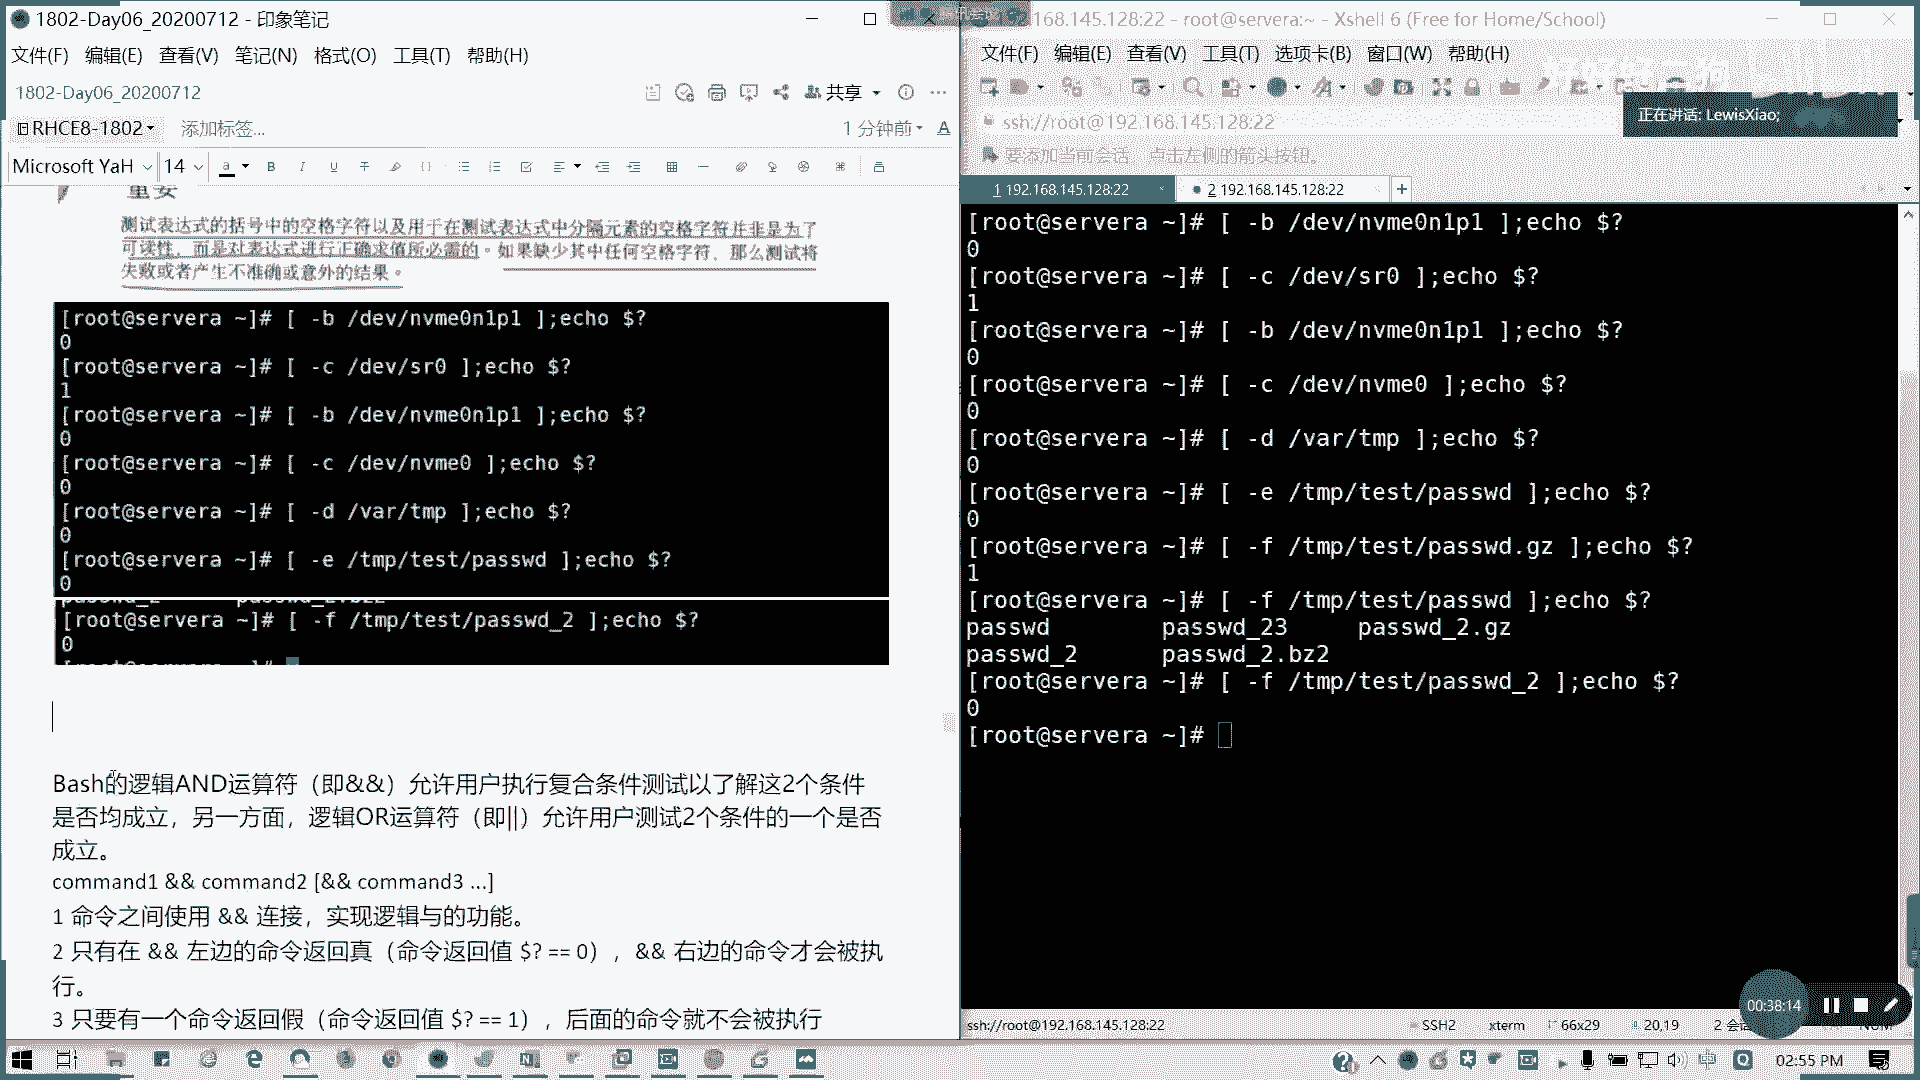 1802-Day06_20200712 - 印象笔记
文件(F) 编辑(E) 查看(V) 笔记(N) 格式(O) 工具(T) 帮助(H)
1802-Day06_20200712
共享
RHCE8-1802
添加标签...
1 分钟前
Microsoft YaH 14
重要
测试表达式的括号中的空格字符以及用于在测试表达式中分隔元素的空格字符并非是为了
可读性，而是对表达式进行正确求值所必需的。如果缺少其中任何空格字符，那么测试将
失败或者产生不准确或意外的结果。
[root@servera ~]# [ -b /dev/nvme0n1p1 ];echo $?
0
[root@servera ~]# [ -c /dev/sr0 ];echo $?
1
[root@servera ~]# [ -b /dev/nvme0n1p1 ];echo $?
0
[root@servera ~]# [ -c /dev/nvme0 ];echo $?
0
[root@servera ~]# [ -d /var/tmp ];echo $?
0
[root@servera ~]# [ -e /tmp/test/passwd ];echo $?
0
[root@servera ~]# [ -f /tmp/test/passwd_2 ];echo $?
0
Bash的逻辑AND运算符（即&&）允许用户执行复合条件测试以了解这2个条件
是否均成立，另一方面，逻辑OR运算符（即||）允许用户测试2个条件的一个是否
成立。
command1 && command2 [&& command3 ...]
1 命令之间使用 && 连接，实现逻辑与的功能。
2 只有在 && 左边的命令返回真（命令返回值 $? == 0），&& 右边的命令才会被执
行。
3 只要有一个命令返回假（命令返回值 $? == 1），后面的命令就不会被执行
168.145.128:22 - root@servera:~ - Xshell 6 (Free for Home/School)
文件(F) 编辑(E) 查看(V) 工具(T) 选项卡(B) 窗口(W) 帮助(H)
ssh://root@192.168.145.128:22
正在讲话: LewisXiao;
要添加当前会话，点击左侧的箭头按钮。
1 192.168.145.128:22
2 192.168.145.128:22
[root@servera ~]# [ -b /dev/nvme0n1p1 ];echo $?
0
[root@servera ~]# [ -c /dev/sr0 ];echo $?
1
[root@servera ~]# [ -b /dev/nvme0n1p1 ];echo $?
0
[root@servera ~]# [ -c /dev/nvme0 ];echo $?
0
[root@servera ~]# [ -d /var/tmp ];echo $?
0
[root@servera ~]# [ -e /tmp/test/passwd ];echo $?
0
[root@servera ~]# [ -f /tmp/test/passwd.gz ];echo $?
1
[root@servera ~]# [ -f /tmp/test/passwd ];echo $?
passwd passwd_23 passwd_2.gz
passwd_2 passwd_2.bz2
[root@servera ~]# [ -f /tmp/test/passwd_2 ];echo $?
0
[root@servera ~]#
00:38:14
ssh://root@192.168.145.128:22 SSH2 xterm 66x29 20,19 2 会 NUM
02:55 PM